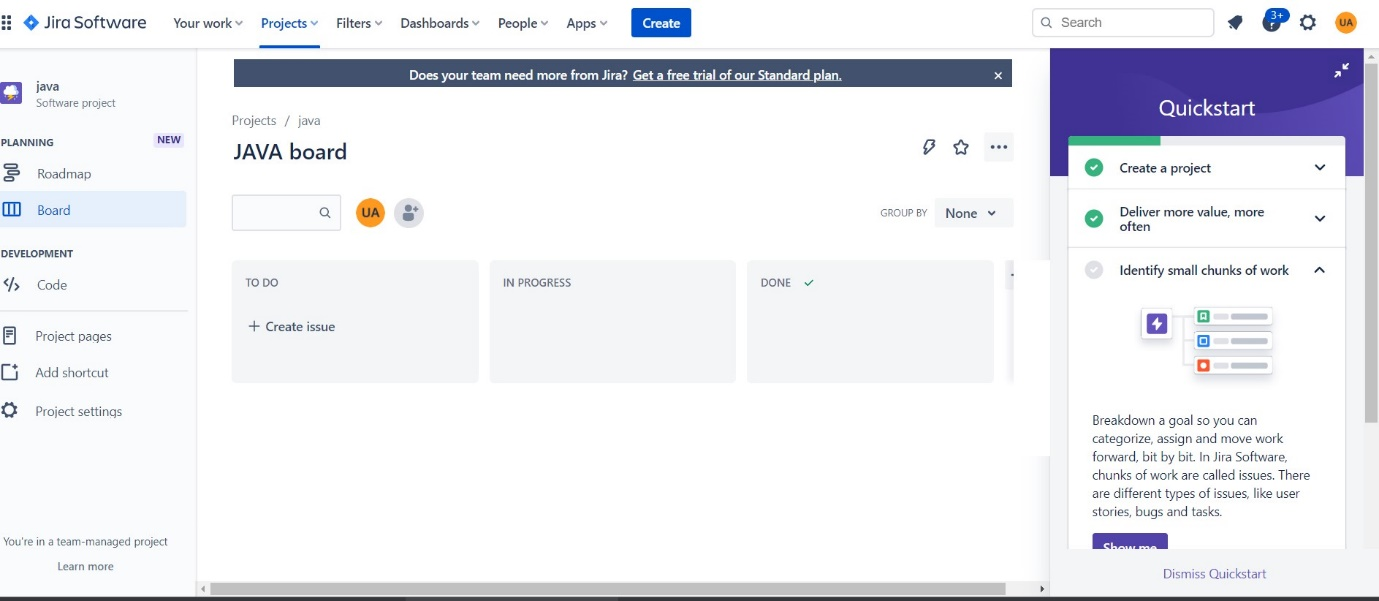 Jira Software
Your work
Projects
Filters
Dashboards
People
Apps
Create
Search
3+
UA
java
Software project
PLANNING
NEW
Roadmap
Board
DEVELOPMENT
Code
Project pages
Add shortcut
Project settings
You're in a team-managed project
Learn more
Does your team need more from Jira? Get a free trial of our Standard plan.
Projects / java
JAVA board
UA
GROUP BY
None
TO DO
+ Create issue
IN PROGRESS
DONE
Quickstart
Create a project
Deliver more value, more
often
Identify small chunks of work
Breakdown a goal so you can
categorize, assign and move work
forward, bit by bit. In Jira Software,
chunks of work are called issues. There
are different types of issues, like user
stories, bugs and tasks.
Show me
Dismiss Quickstart